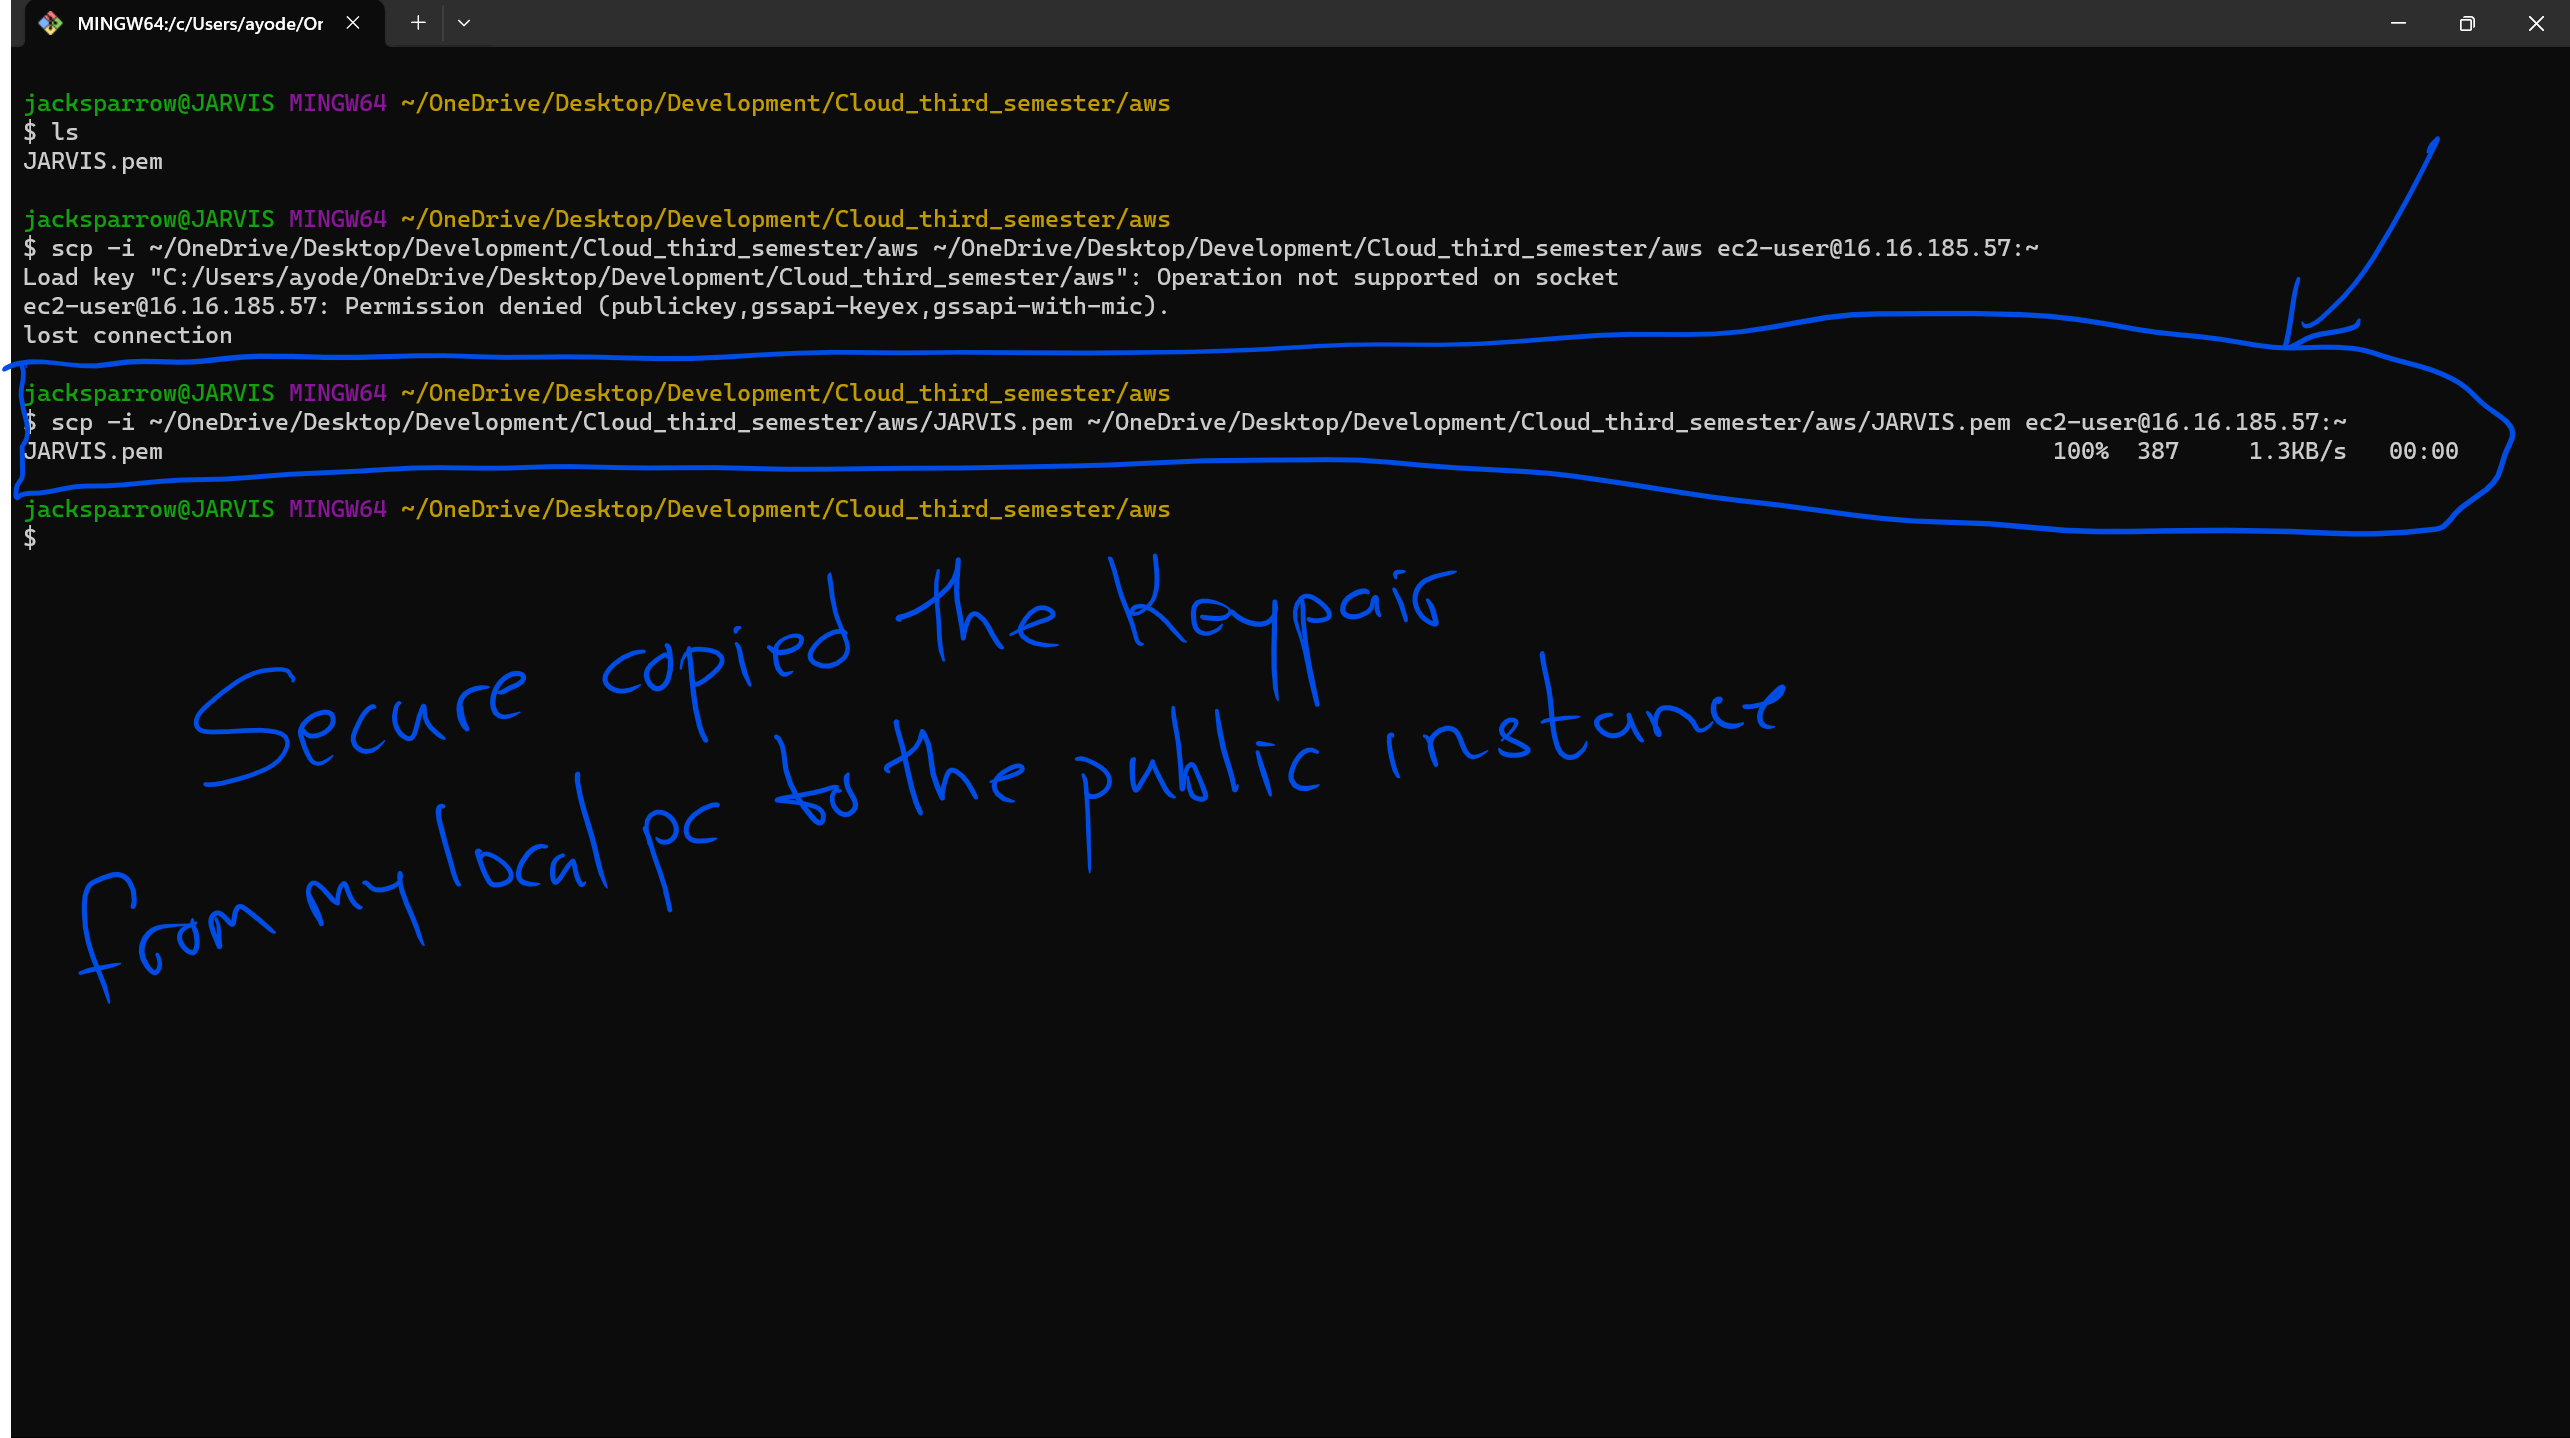 MINGW64:/c/Users/ayode/Or
jacksparrow@JARVIS MINGW64 ~/OneDrive/Desktop/Development/Cloud_third_semester/aws
$ ls
JARVIS.pem
jacksparrow@JARVIS MINGW64 ~/OneDrive/Desktop/Development/Cloud_third_semester/aws
$ scp -i ~/OneDrive/Desktop/Development/Cloud_third_semester/aws ~/OneDrive/Desktop/Development/Cloud_third_semester/aws ec2-user@16.16.185.57:~
Load key "C:/Users/ayode/OneDrive/Desktop/Development/Cloud_third_semester/aws": Operation not supported on socket
ec2-user@16.16.185.57: Permission denied (publickey,gssapi-keyex,gssapi-with-mic).
lost connection
jacksparrow@JARVIS MINGW64 ~/OneDrive/Desktop/Development/Cloud_third_semester/aws
$ scp -i ~/OneDrive/Desktop/Development/Cloud_third_semester/aws/JARVIS.pem ~/OneDrive/Desktop/Development/Cloud_third_semester/aws/JARVIS.pem ec2-user@16.16.185.57:~
JARVIS.pem 100% 387 1.3KB/s 00:00
jacksparrow@JARVIS MINGW64 ~/OneDrive/Desktop/Development/Cloud_third_semester/aws
$
Secure copied the Keypair
from my local pc to the public instance